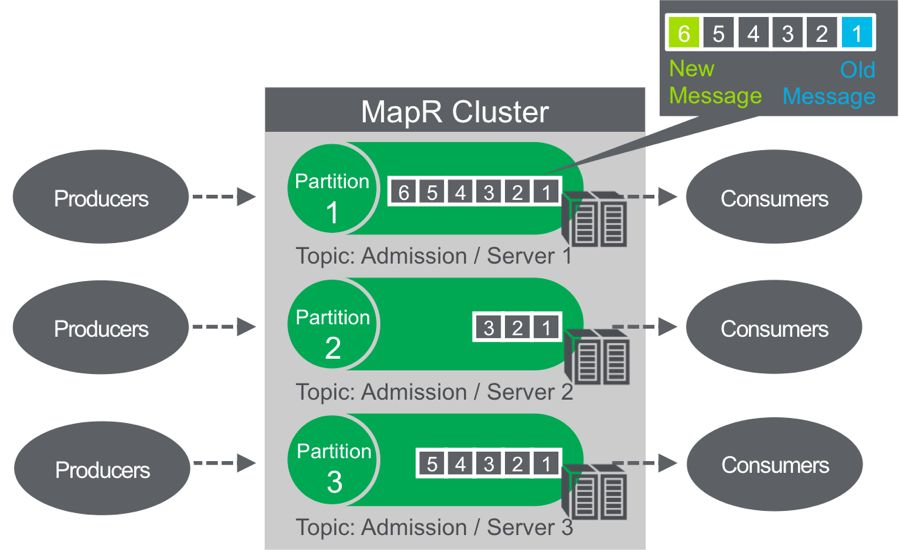 6 5 4 3 2 1
New Old
Message Message
MapR Cluster
Producers
Partition
1
6 5 4 3 2 1
Consumers
Topic: Admission / Server 1
Producers
Partition
2
3 2 1
Consumers
Topic: Admission / Server 2
Producers
Partition
3
5 4 3 2 1
Consumers
Topic: Admission / Server 3